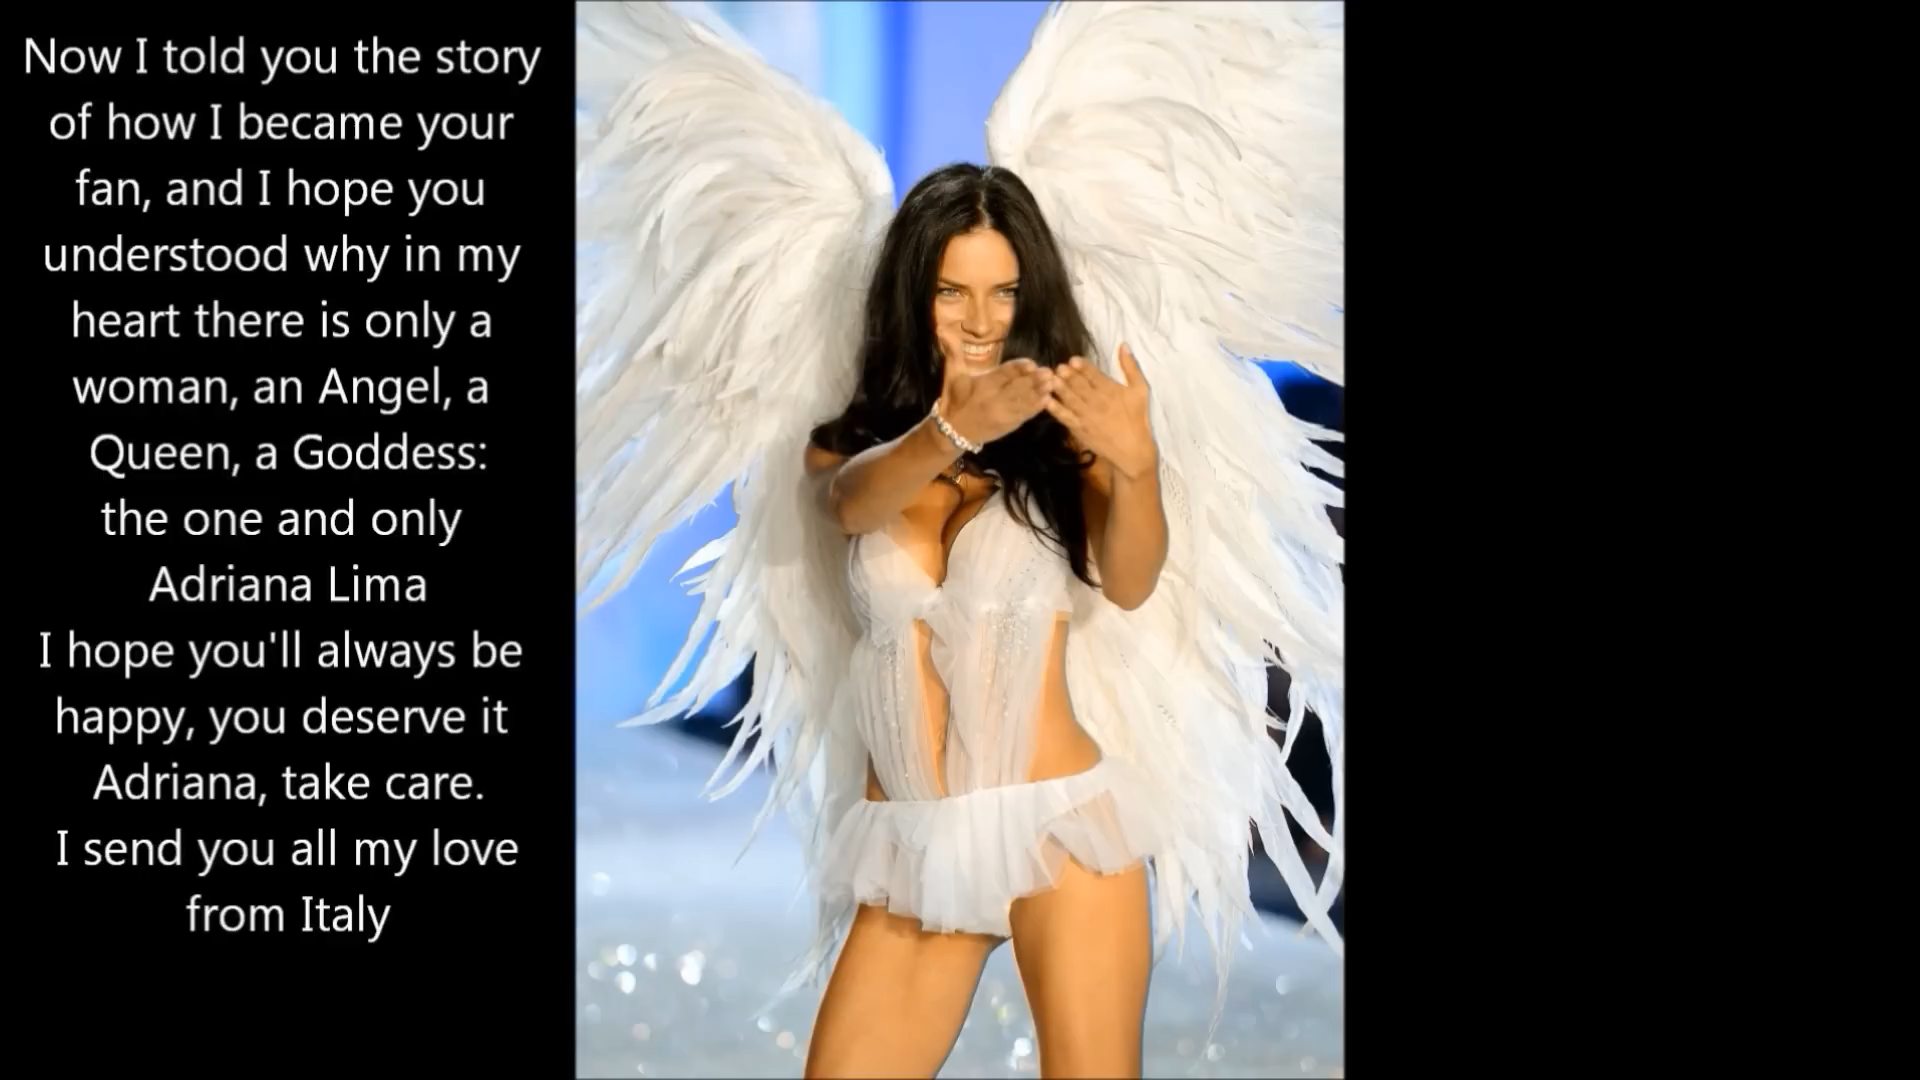 Now I told you the story
of how I became your
fan, and I hope you
understood why in my
heart there is only a
woman, an Angel, a
Queen, a Goddess:
the one and only
Adriana Lima
I hope you'll always be
happy, you deserve it
Adriana, take care.
I send you all my love
from Italy